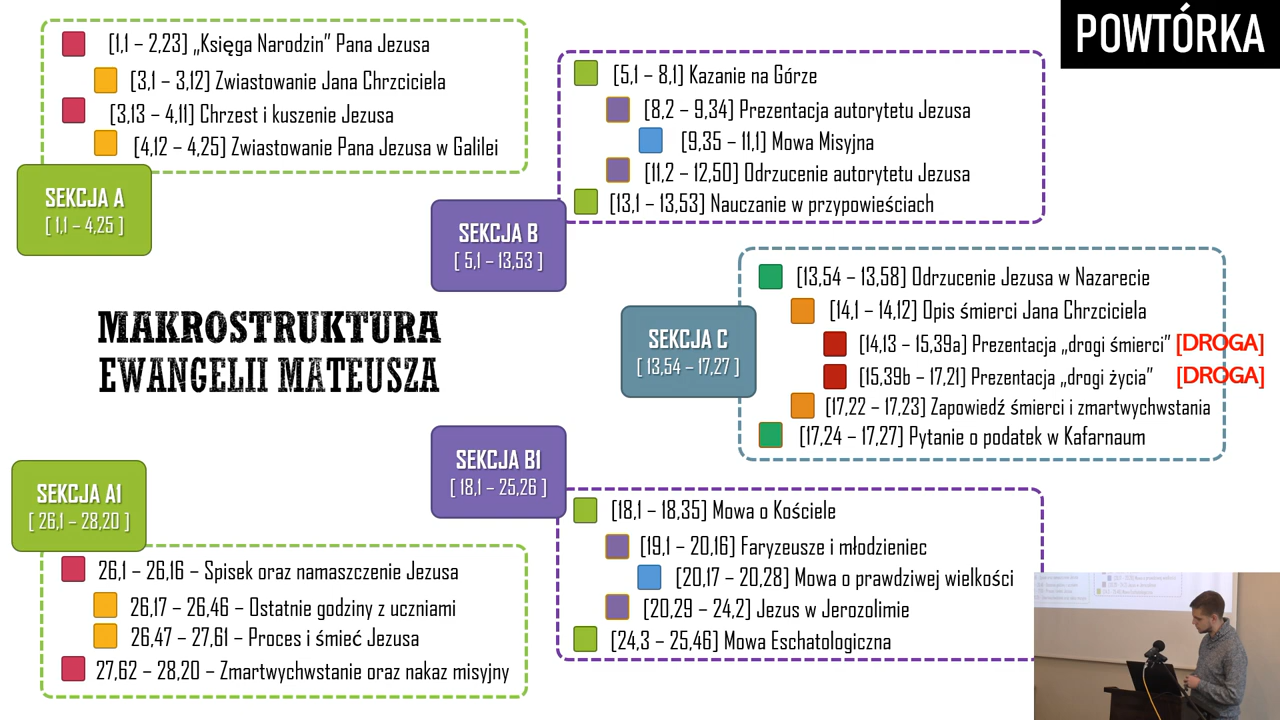 POWTÓRKA
[1,1 – 2,23] „Księga Narodzin” Pana Jezusa
[3,1 – 3,12] Zwiastowanie Jana Chrzciciela
[3,13 – 4,11] Chrzest i kuszenie Jezusa
[4,12 – 4,25] Zwiastowanie Pana Jezusa w Galilei
SEKCJA A
[ 1,1 – 4,25 ]
[5,1 – 8,1] Kazanie na Górze
[8,2 – 9,34] Prezentacja autorytetu Jezusa
[9,35 – 11,1] Mowa Misyjna
[11,2 – 12,50] Odrzucenie autorytetu Jezusa
[13,1 – 13,53] Nauczanie w przypowieściach
SEKCJA B
[ 5,1 – 13,53 ]
MAKROSTRUKTURA
EWANGELII MATEUSZA
[13,54 – 13,58] Odrzucenie Jezusa w Nazarecie
[14,1 – 14,12] Opis śmierci Jana Chrzciciela
[14,13 – 15,39a] Prezentacja „drogi śmierci” [DROGA]
[15,39b – 17,21] Prezentacja „drogi życia” [DROGA]
[17,22 – 17,23] Zapowiedź śmierci i zmartwychwstania
[17,24 – 17,27] Pytanie o podatek w Kafarnaum
SEKCJA C
[ 13,54 – 17,27 ]
SEKCJA B1
[ 18,1 – 25,26 ]
[18,1 – 18,35] Mowa o Kościele
[19,1 – 20,16] Faryzeusze i młodzieniec
[20,17 – 20,28] Mowa o prawdziwej wielkości
[20,29 – 24,2] Jezus w Jerozolimie
[24,3 – 25,46] Mowa Eschatologiczna
SEKCJA A1
[ 26,1 – 28,20 ]
26,1 – 26,16 – Spisek oraz namaszczenie Jezusa
26,17 – 26,46 – Ostatnie godziny z uczniami
26,47 – 27,61 – Proces i śmieć Jezusa
27,62 – 28,20 – Zmartwychwstanie oraz nakaz misyjny